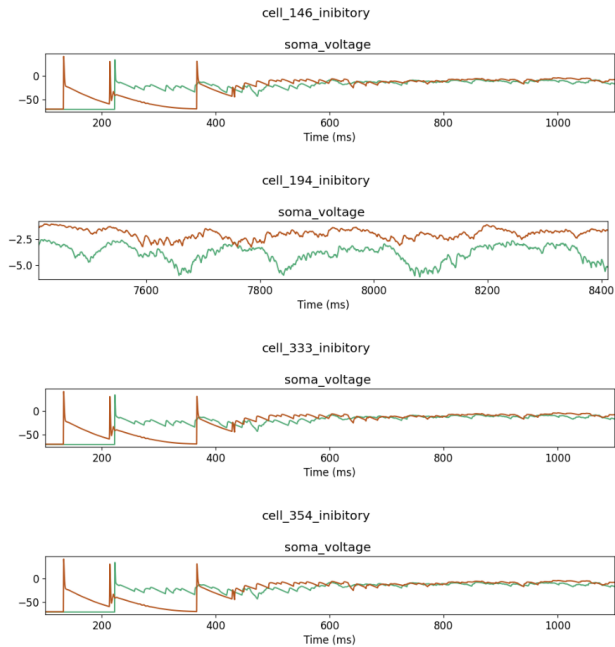 cell_146_inibitory
soma_voltage
0
−50
200 400 600 800 1000
Time (ms)
cell_194_inibitory
soma_voltage
−2.5
−5.0
7600 7800 8000 8200 8400
Time (ms)
cell_333_inibitory
soma_voltage
0
−50
200 400 600 800 1000
Time (ms)
cell_354_inibitory
soma_voltage
0
−50
200 400 600 800 1000
Time (ms)